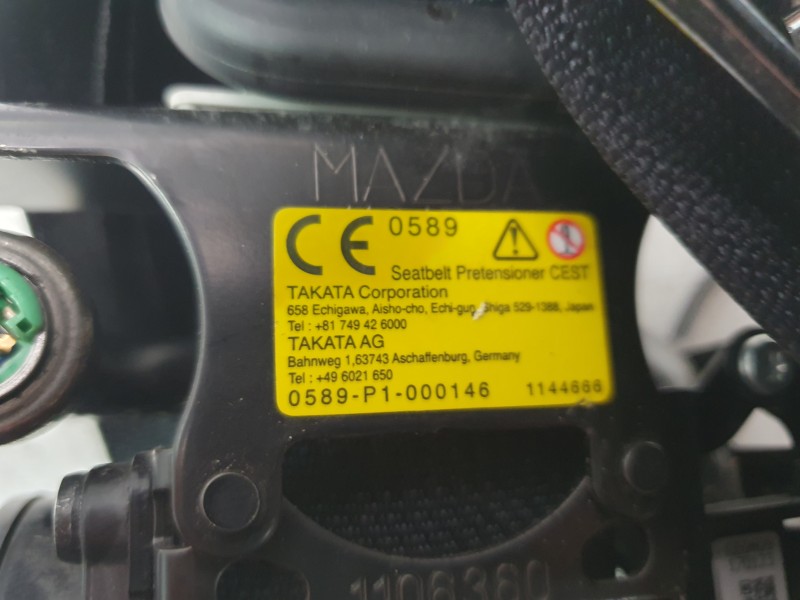 MAZDA
CE 0589
Seatbelt Pretensioner CEST
TAKATA Corporation
658 Echigawa, Aisho-cho, Echi-gun, Shiga 529-1388, Japan
Tel : +81 749 42 6000
TAKATA AG
Bahnweg 1,63743 Aschaffenburg, Germany
Tel : +49 6021 650
0589-P1-000146 1144666
1106360